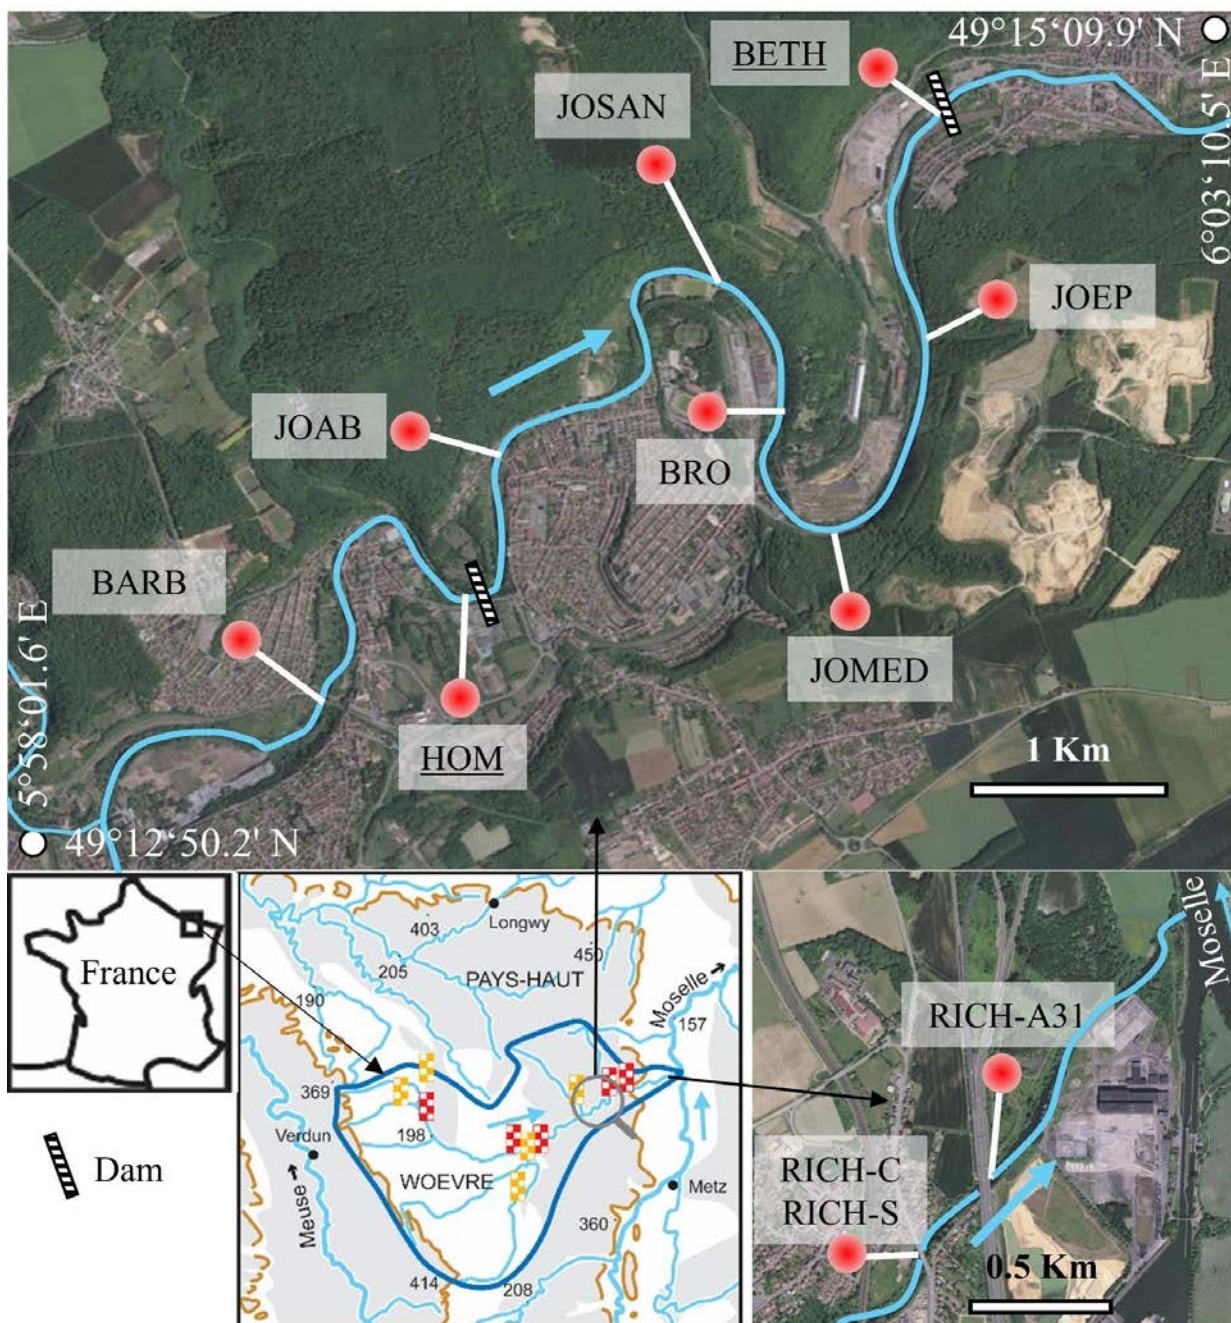 49°15‘09.9' N
6°03‘10.5' E
BETH
JOSAN
JOEP
JOAB
BRO
BARB
JOMED
HOM
1 Km
5°58‘01.6' E
49°12‘50.2' N
France
Dam
Longwy
403
450
205
PAYS-HAUT
190
Moselle
157
369
Verdun
198
WOEVRE
Meuse
Metz
360
414
208
Moselle
RICH-A31
RICH-C
RICH-S
0.5 Km